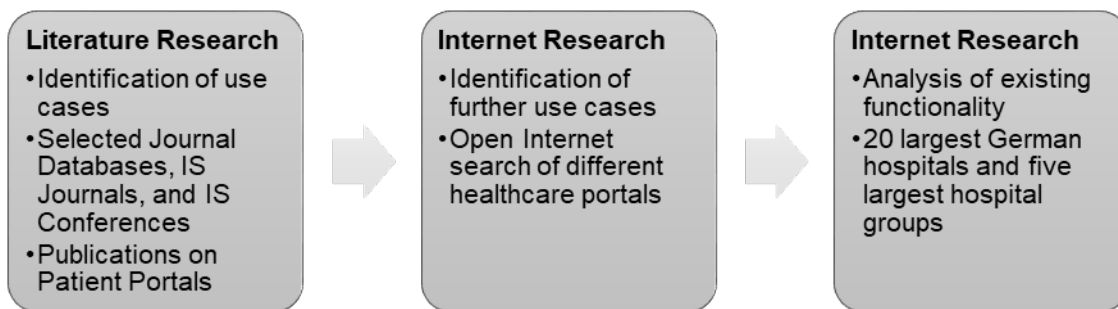 Literature Research
•Identification of use
cases
•Selected Journal
Databases, IS
Journals, and IS
Conferences
•Publications on
Patient Portals
Internet Research
•Identification of
further use cases
•Open Internet
search of different
healthcare portals
Internet Research
•Analysis of existing
functionality
•20 largest German
hospitals and five
largest hospital
groups